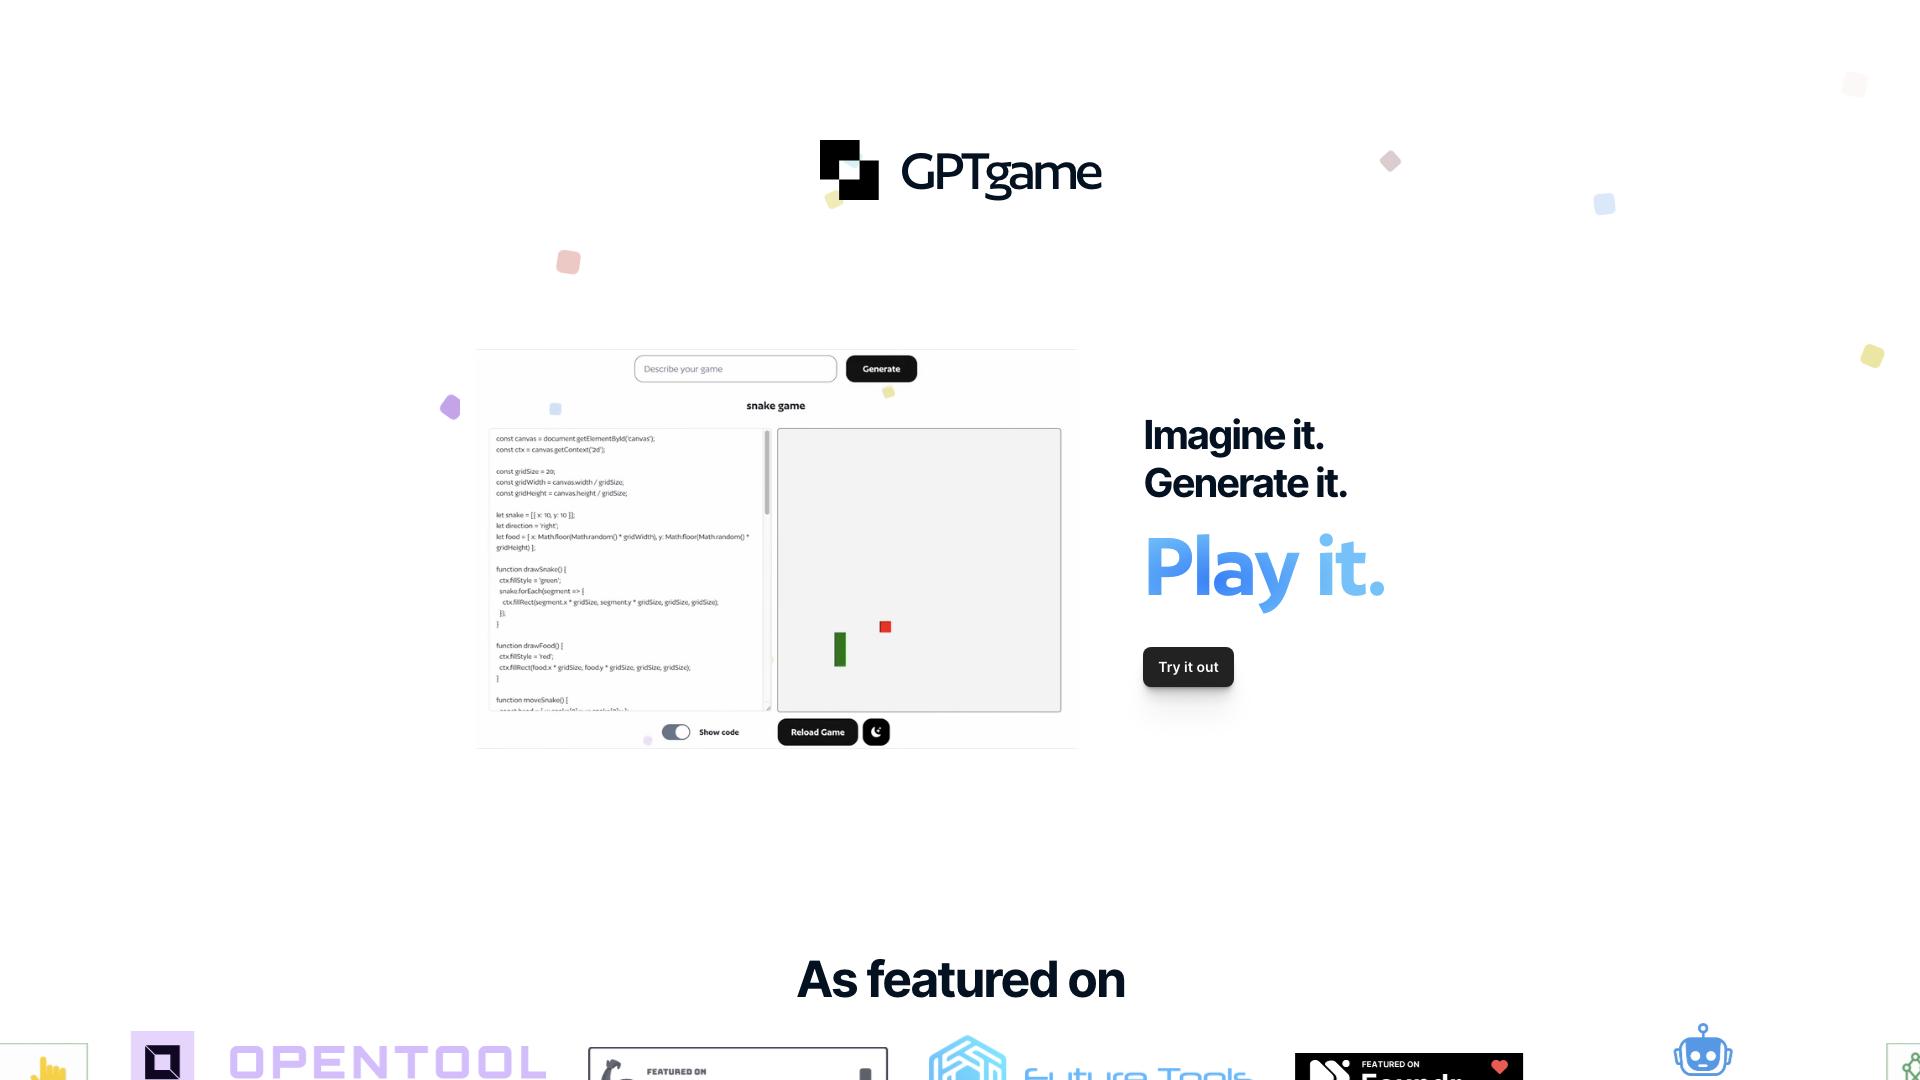 GPTgame
Describe your game
Generate
snake game
const canvas = document.getElementById('canvas');
const ctx = canvas.getContext('2d');
const gridSize = 20;
const gridWidth = canvas.width / gridSize;
const gridHeight = canvas.height / gridSize;
let snake = [{ x: 10, y: 10 }];
let direction = 'right';
let food = { x: Math.floor(Math.random() * gridWidth), y: Math.floor(Math.random() *
gridHeight) };
function drawSnake() {
ctx.fillStyle = 'green';
snake.forEach(segment => {
ctx.fillRect(segment.x * gridSize, segment.y * gridSize, gridSize, gridSize);
});
}
function drawFood() {
ctx.fillStyle = 'red';
ctx.fillRect(food.x * gridSize, food.y * gridSize, gridSize, gridSize);
}
function moveSnake() {
Show code
Reload Game
Imagine it.
Generate it.
Play it.
Try it out
As featured on
OPENTOOL
FEATURED ON
Future Tools
FEATURED ON